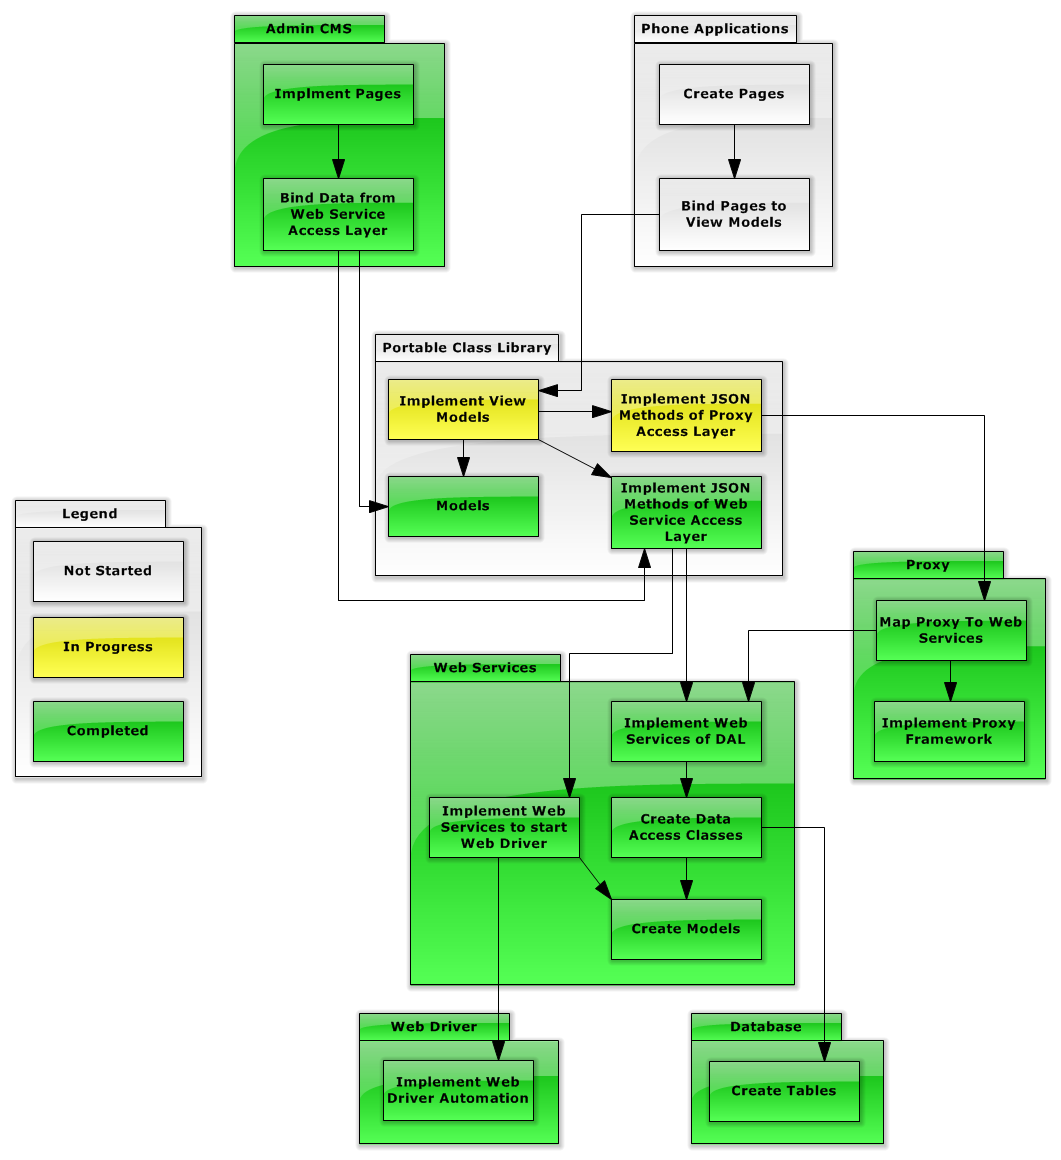 Admin CMS
Implment Pages
Bind Data from
Web Service
Access Layer
Phone Applications
Create Pages
Bind Pages to
View Models
Portable Class Library
Implement View
Models
Implement JSON
Methods of Proxy
Access Layer
Models
Implement JSON
Methods of Web
Service Access
Layer
Legend
Not Started
In Progress
Completed
Proxy
Map Proxy To Web
Services
Implement Proxy
Framework
Web Services
Implement Web
Services of DAL
Implement Web
Services to start
Web Driver
Create Data
Access Classes
Create Models
Web Driver
Implement Web
Driver Automation
Database
Create Tables